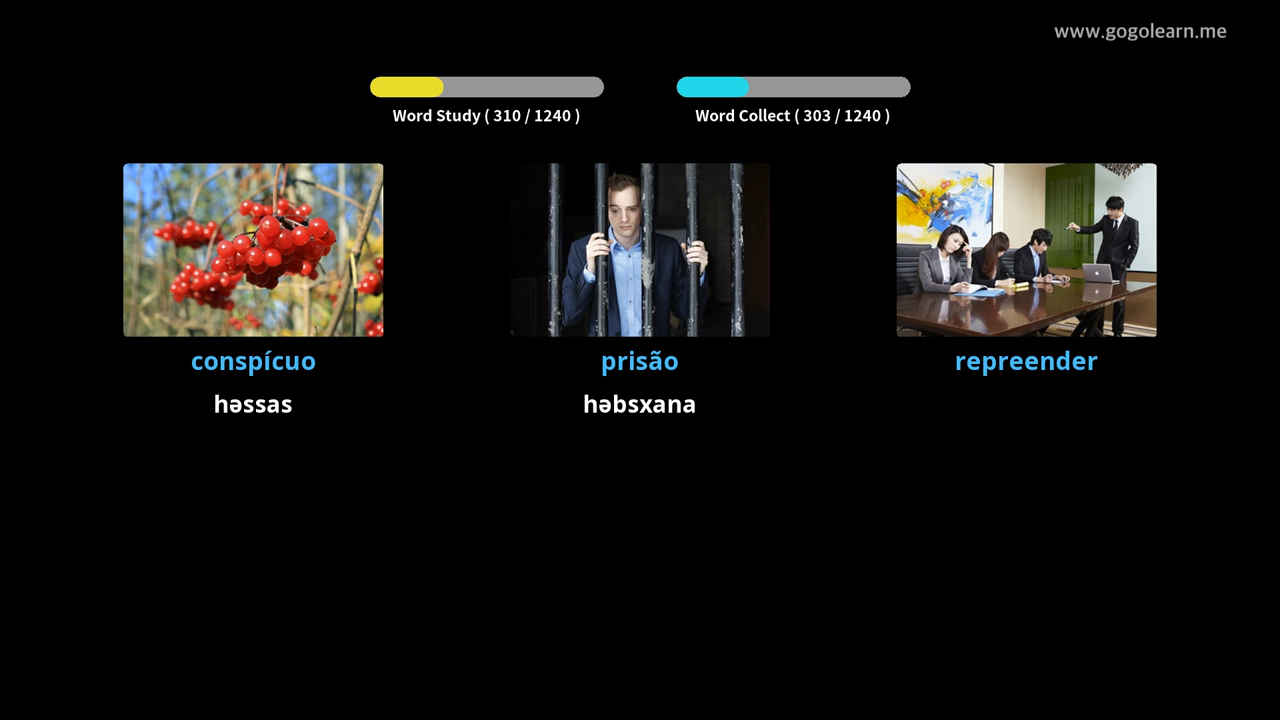 www.gogolearn.me
Word Study ( 310 / 1240 )
Word Collect ( 303 / 1240 )
conspícuo
prisão
repreender
həssas
həbsxana